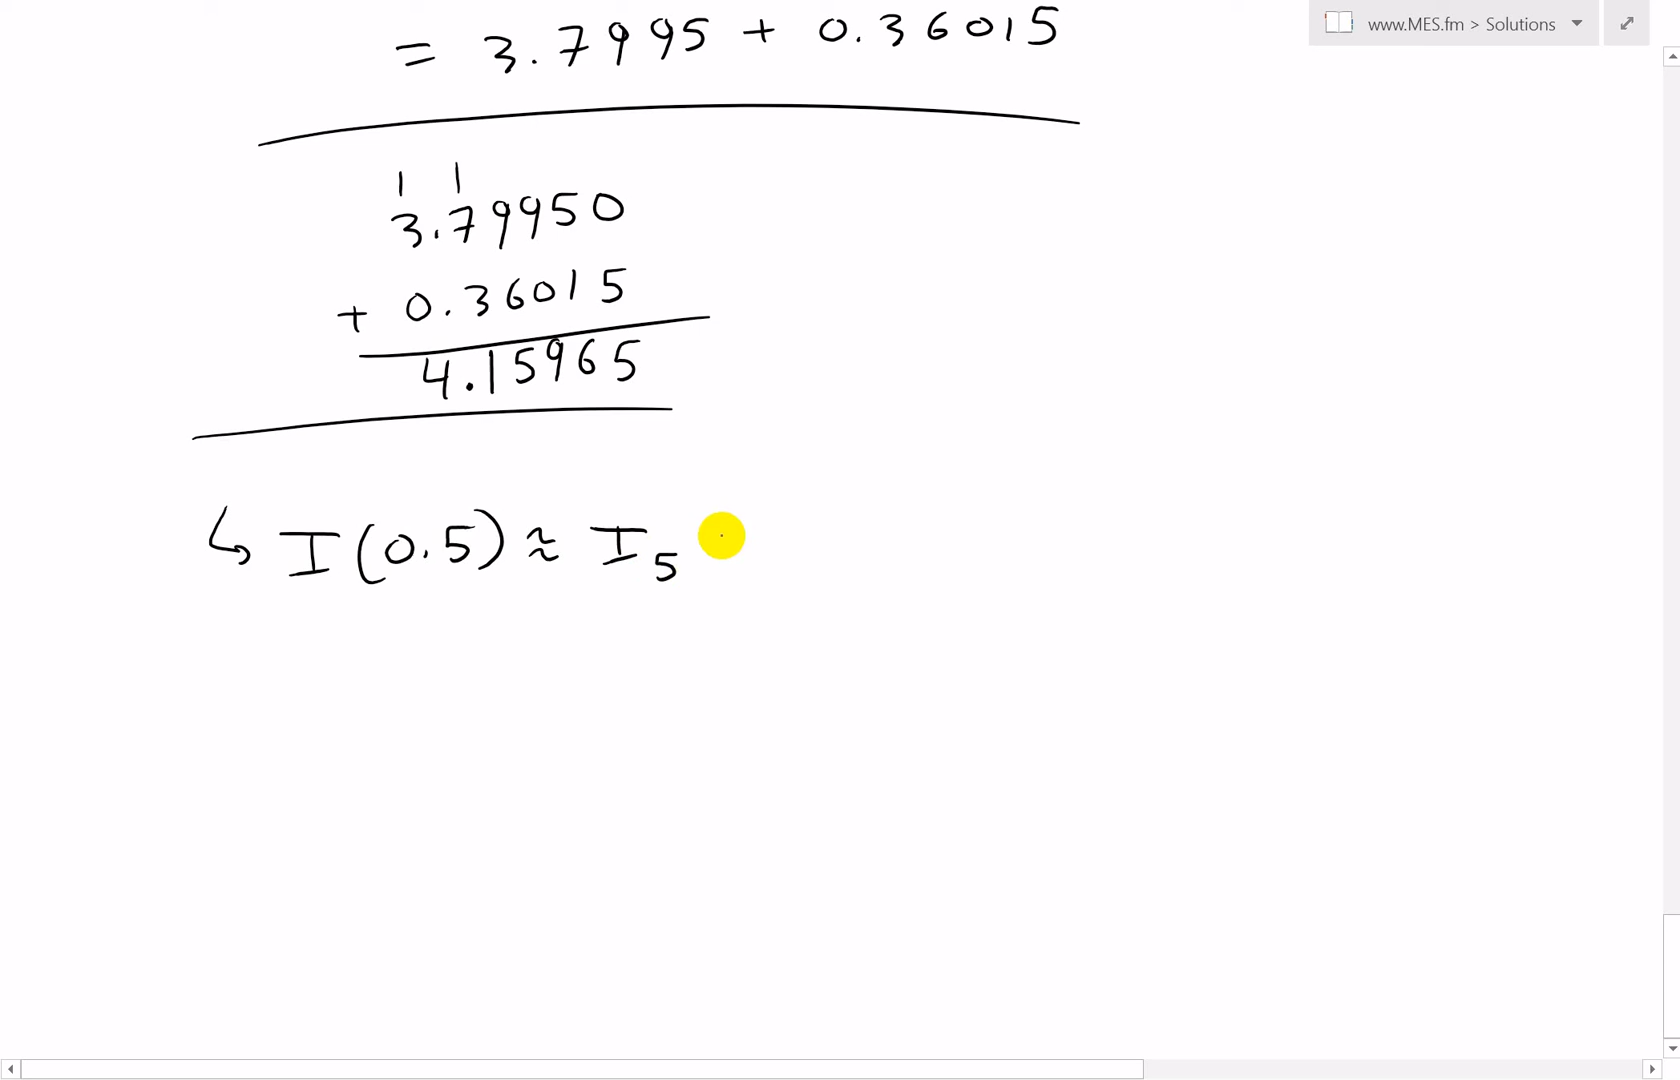 www.MES.fm > Solutions
= 3.7995 + 0.36015
1 1
3.79950
+ 0.36015
4.15965
↳ I(0.5) ≈ I₅